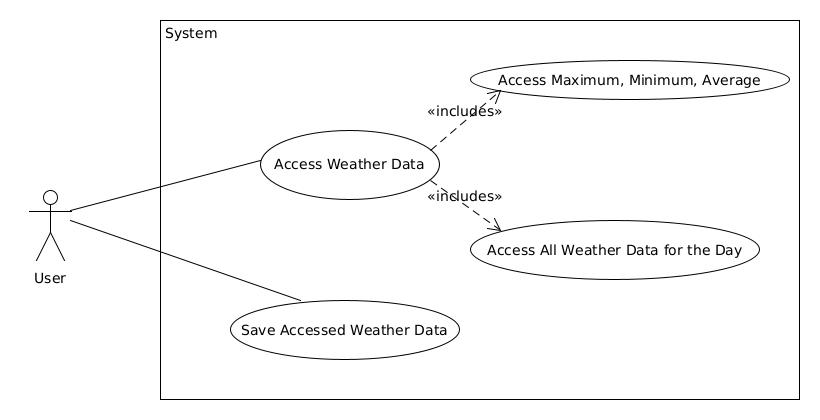 System
Access Maximum, Minimum, Average
«includes»
Access Weather Data
«includes»
Access All Weather Data for the Day
User
Save Accessed Weather Data